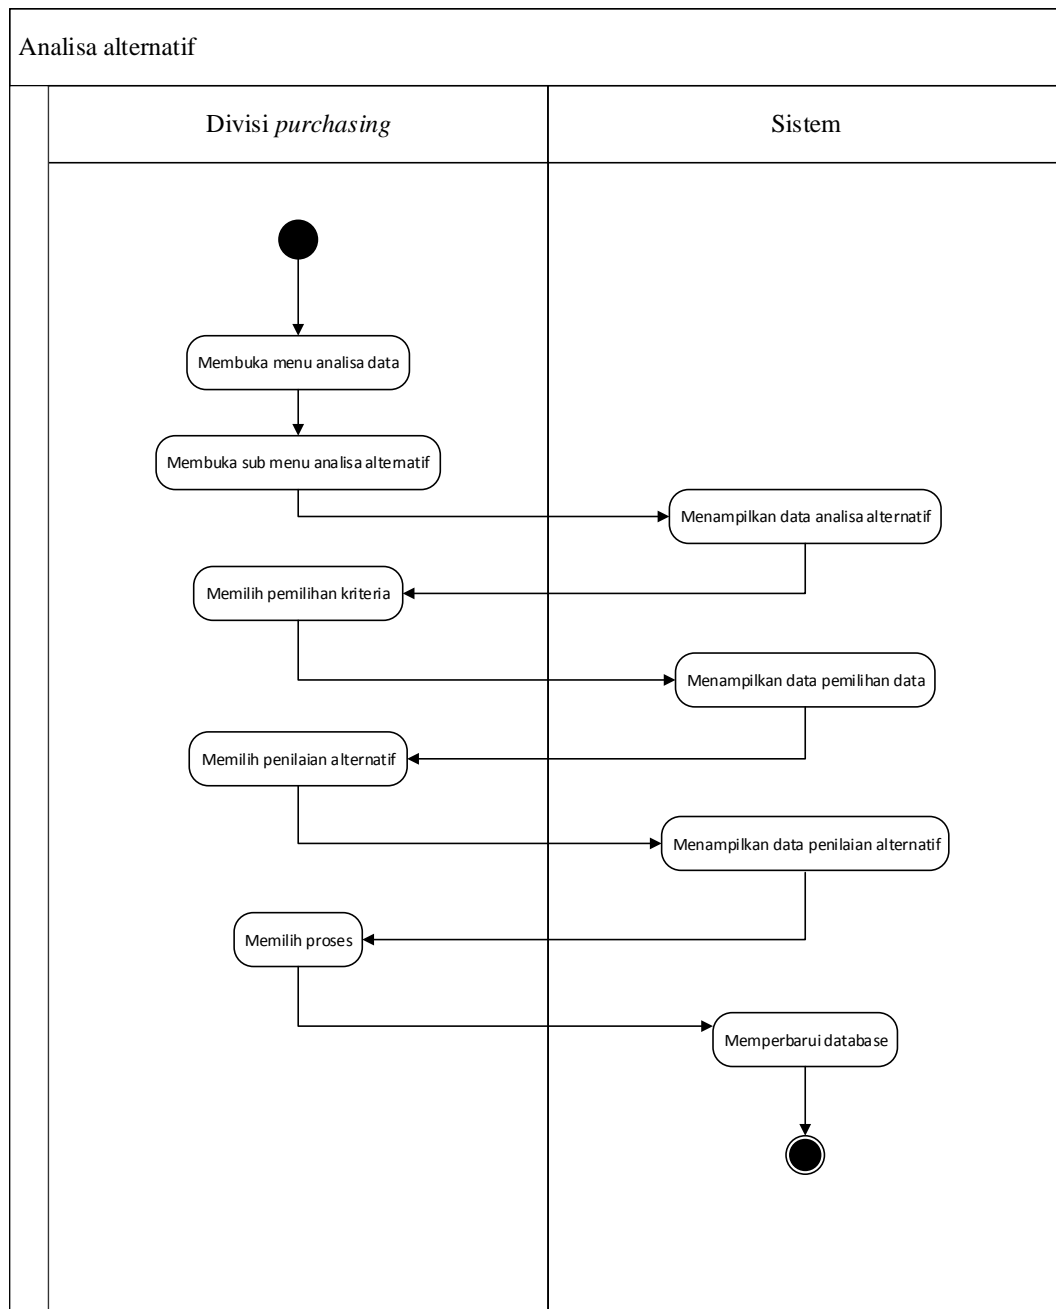 Analisa alternatif
Divisi purchasing
Sistem
Membuka menu analisa data
Membuka sub menu analisa alternatif
Menampilkan data analisa alternatif
Memilih pemilihan kriteria
Menampilkan data pemilihan data
Memilih penilaian alternatif
Menampilkan data penilaian alternatif
Memilih proses
Memperbarui database